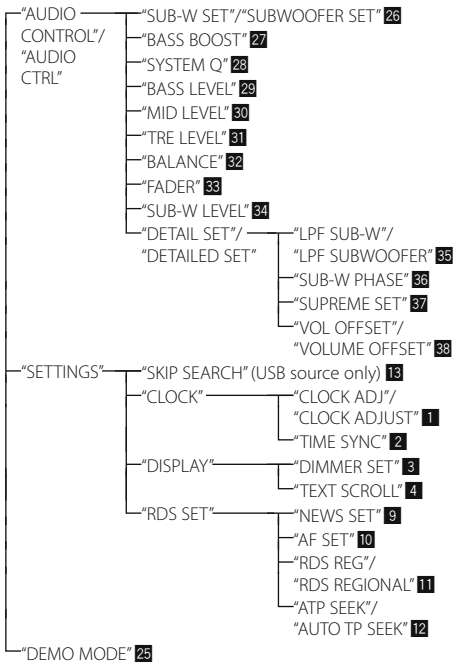 “AUDIO CONTROL”/ “AUDIO CTRL”
“SUB-W SET”/“SUBWOOFER SET” 26
“BASS BOOST” 27
“SYSTEM Q” 28
“BASS LEVEL” 29
“MID LEVEL” 30
“TRE LEVEL” 31
“BALANCE” 32
“FADER” 33
“SUB-W LEVEL” 34
“DETAIL SET”/
“DETAILED SET”
“LPF SUB-W”/
“LPF SUBWOOFER” 35
“SUB-W PHASE” 36
“SUPREME SET” 37
“VOL OFFSET”/
“VOLUME OFFSET” 38
“SETTINGS”
“SKIP SEARCH” (USB source only) 13
“CLOCK”
“CLOCK ADJ”/
“CLOCK ADJUST” 1
“TIME SYNC” 2
“DISPLAY”
“DIMMER SET” 3
“TEXT SCROLL” 4
“RDS SET”
“NEWS SET” 9
“AF SET” 10
“RDS REG”/
“RDS REGIONAL” 11
“ATP SEEK”/
“AUTO TP SEEK” 12
“DEMO MODE” 25